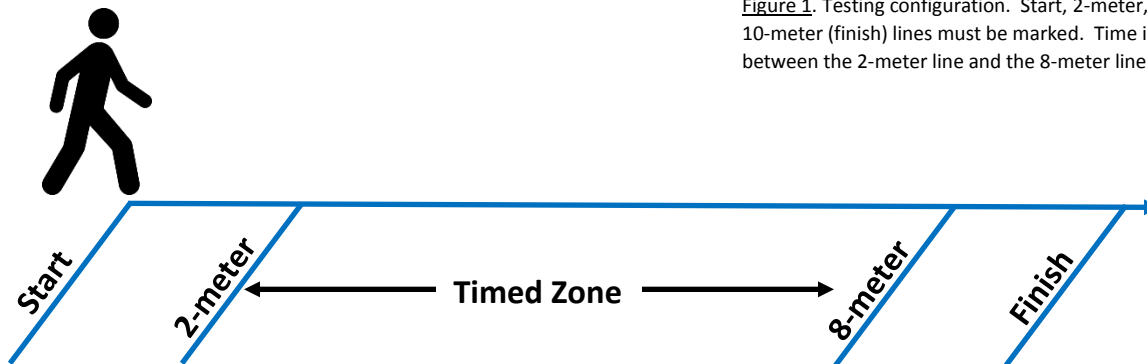 Figure 1. Testing configuration. Start, 2-meter,
10-meter (finish) lines must be marked. Time i
between the 2-meter line and the 8-meter line
Start
2-meter
Timed Zone
8-meter
Finish